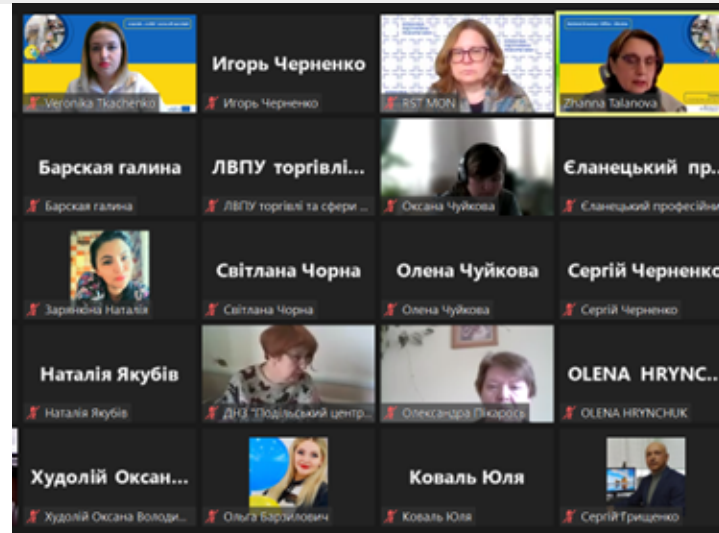 Veronika Tkachenko
Игорь Черненко
Игорь Черненко
RST MON
Zhanna Talanova
Барская галина
Барская галина
ЛВПУ торгівлі...
ЛВПУ торгівлі та сфери ...
Оксана Чуйкова
Єланецький пр..
Єланецький професійни
Зарянкіна Наталія
Світлана Чорна
Світлана Чорна
Олена Чуйкова
Олена Чуйкова
Сергій Черненко
Сергій Черненко
Наталія Якубів
Наталія Якубів
ДНЗ "Подільський центр...
Олександра Пікарось
OLENA HRYNC...
OLENA HRYNCHUK
Худолій Оксан...
Худолій Оксана Володи...
Ольга Барзилович
Коваль Юля
Коваль Юля
Сергій Грищенко